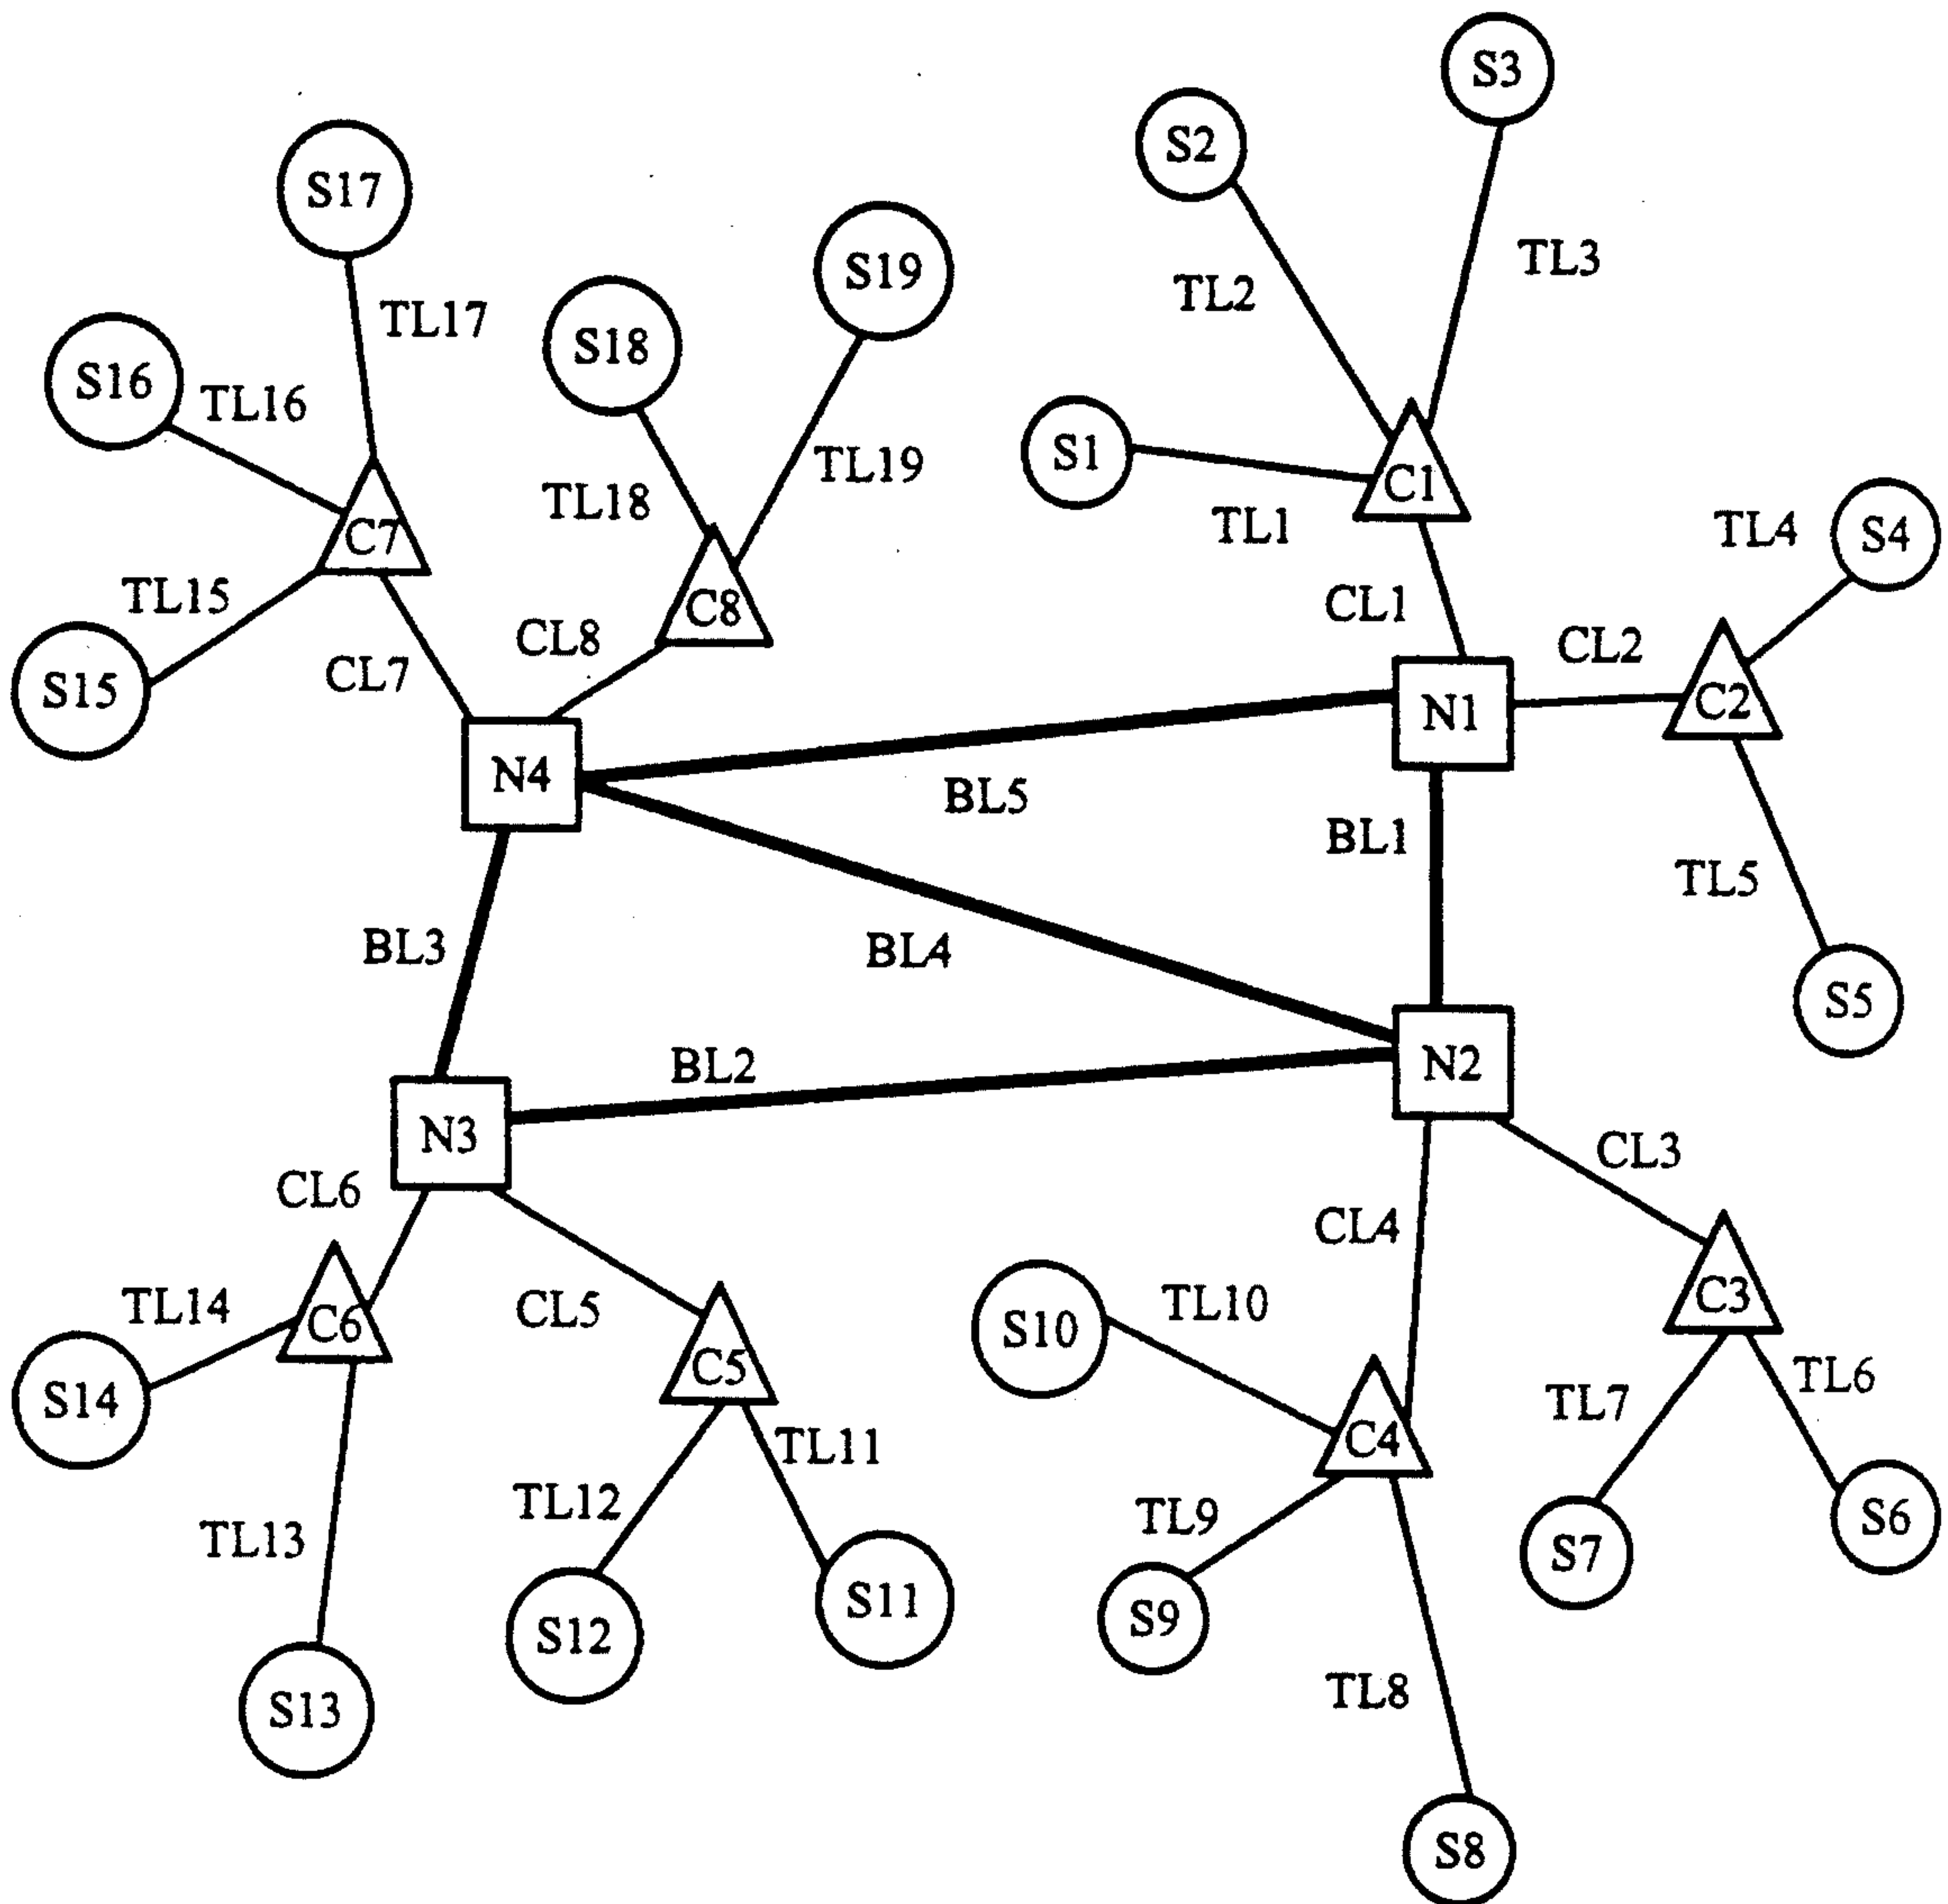 S3
S2
S17
S19
TL3
TL2
TL17
S18
S16
TL16
S1
TL19
C1
TL18
TL1
TL4
S4
C7
TL15
CL1
C8
CL8
CL2
CL7
S15
C2
N1
N4
BL5
BL1
TL5
BL3
BL4
S5
BL2
N2
N3
CL3
CL6
CL4
C3
TL14
C6
CL5
TL10
S10
C5
TL6
S14
TL7
C4
TL11
TL12
TL9
S6
TL13
S7
S11
S9
S12
TL8
S13
S8